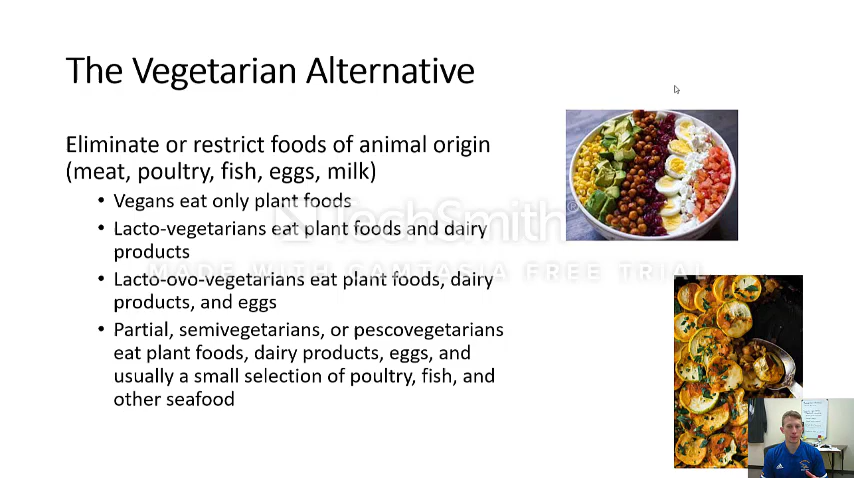 The Vegetarian Alternative
Eliminate or restrict foods of animal origin
(meat, poultry, fish, eggs, milk)
• Vegans eat only plant foods
• Lacto-vegetarians eat plant foods and dairy
products
• Lacto-ovo-vegetarians eat plant foods, dairy
products, and eggs
• Partial, semivegetarians, or pescovegetarians
eat plant foods, dairy products, eggs, and
usually a small selection of poultry, fish, and
other seafood
TechSmith®
MADE WITH CAMTASIA FREE TRIAL